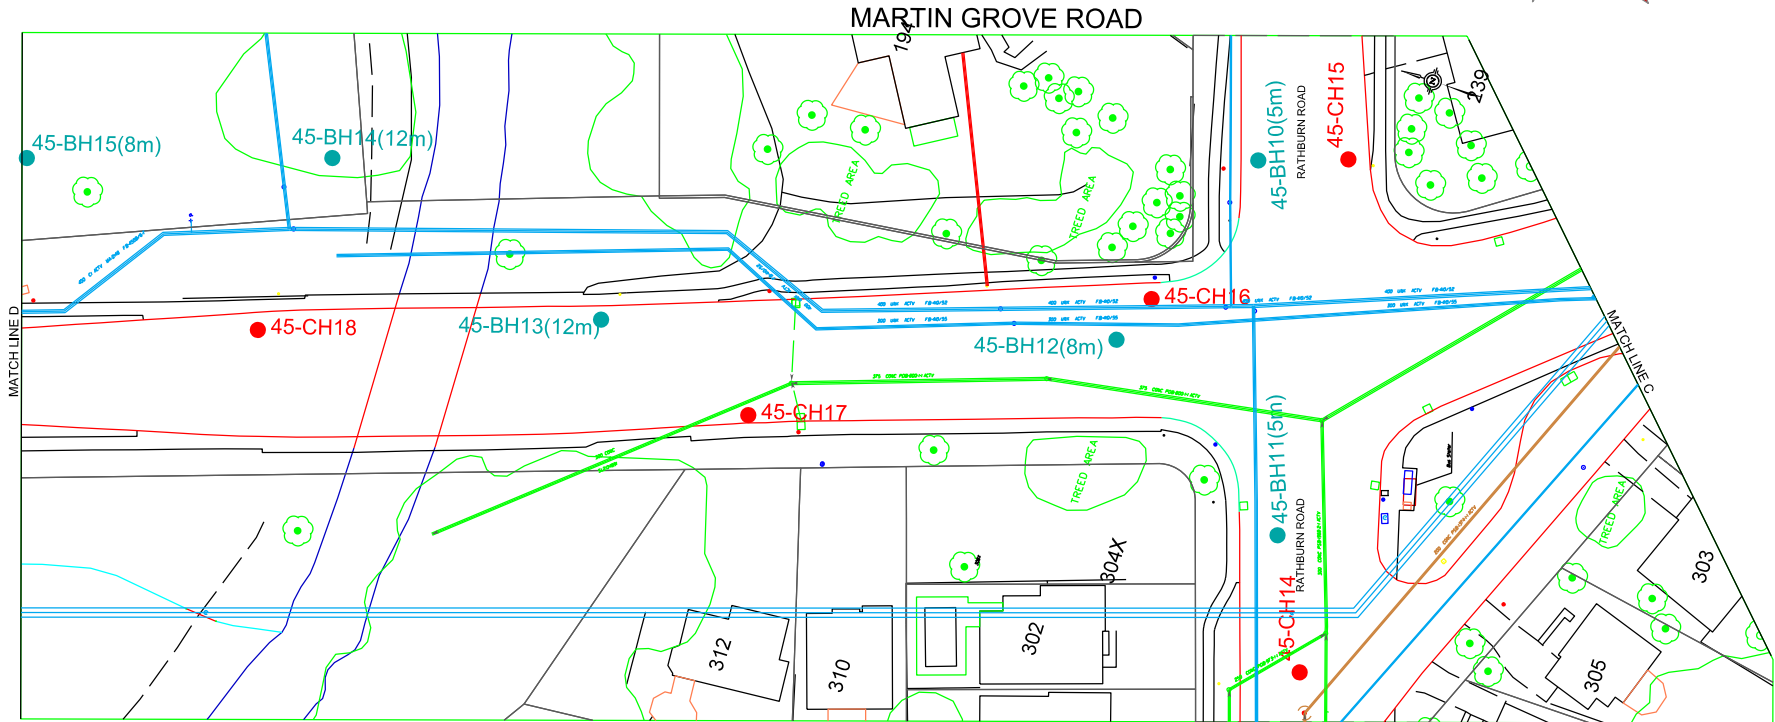 MARTIN GROVE ROAD
194
239
45-BH15(8m)
45-BH14(12m)
45-BH10(5m)
RATHBURN ROAD
45-CH15
TREED AREA
TREED AREA
45-CH18
45-BH13(12m)
45-CH16
45-BH12(8m)
MATCH LINE D
MATCH LINE C
45-CH17
TREED AREA
45-BH11(5m)
RATHBURN ROAD
TREED AREA
304X
45-CH14
312
310
302
303
305
N